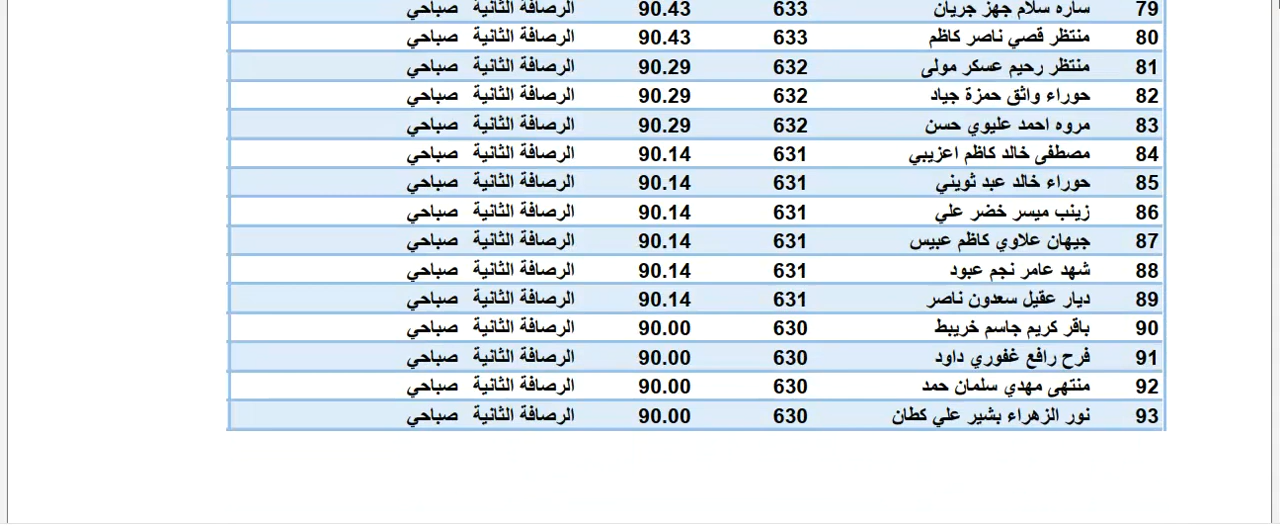 79 ساره سلام جهز جريان 633 90.43 الرصافة الثانية صباحي
80 منتظر قصي ناصر كاظم 633 90.43 الرصافة الثانية صباحي
81 منتظر رحيم عسكر مولى 632 90.29 الرصافة الثانية صباحي
82 حوراء واثق حمزة جياد 632 90.29 الرصافة الثانية صباحي
83 مروه احمد عليوي حسن 632 90.29 الرصافة الثانية صباحي
84 مصطفى خالد كاظم اعزيبي 631 90.14 الرصافة الثانية صباحي
85 حوراء خالد عبد ثويني 631 90.14 الرصافة الثانية صباحي
86 زينب ميسر خضر علي 631 90.14 الرصافة الثانية صباحي
87 جيهان علاوي كاظم عبيس 631 90.14 الرصافة الثانية صباحي
88 شهد عامر نجم عبود 631 90.14 الرصافة الثانية صباحي
89 ديار عقيل سعدون ناصر 631 90.14 الرصافة الثانية صباحي
90 باقر كريم جاسم خريبط 630 90.00 الرصافة الثانية صباحي
91 فرح رافع غفوري داود 630 90.00 الرصافة الثانية صباحي
92 منتهى مهدي سلمان حمد 630 90.00 الرصافة الثانية صباحي
93 نور الزهراء بشير علي كطان 630 90.00 الرصافة الثانية صباحي